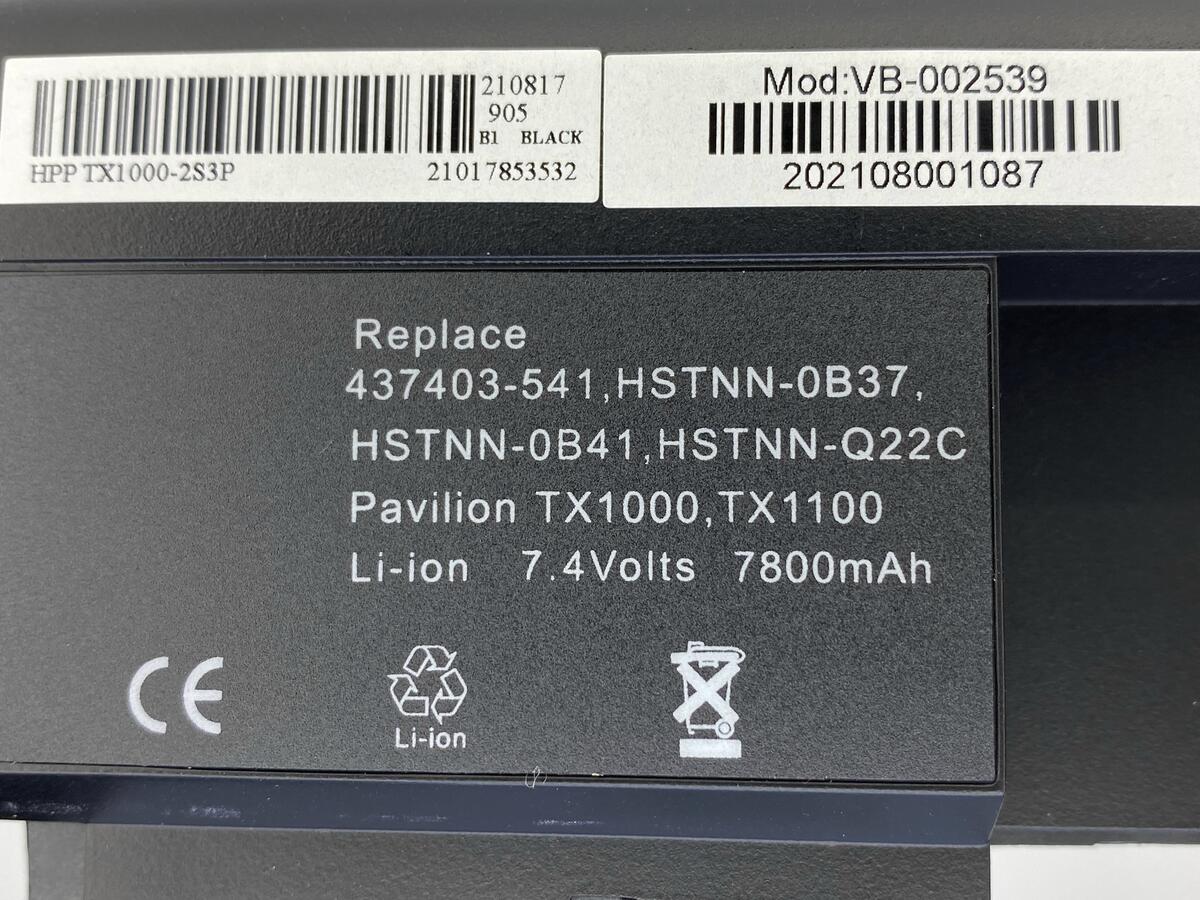 210817
905
B1 BLACK
HPP TX1000-2S3P 21017853532
Mod:VB-002539
202108001087
Replace
437403-541,HSTNN-0B37,
HSTNN-0B41,HSTNN-Q22C
Pavilion TX1000,TX1100
Li-ion 7.4Volts 7800mAh
CE
Li-ion